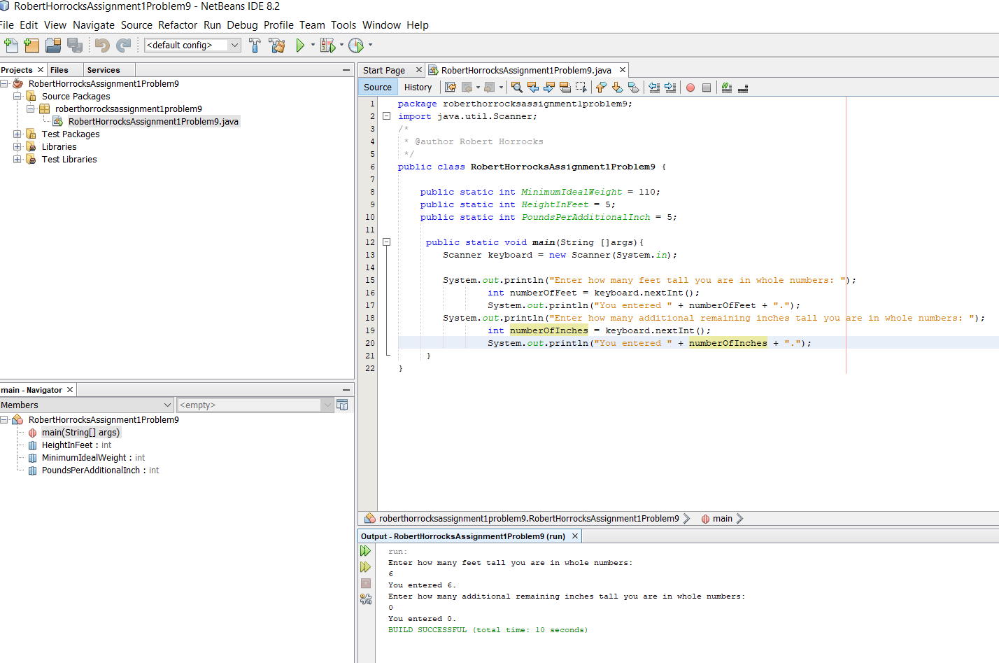 RobertHorrocksAssignment1Problem9 - NetBeans IDE 8.2
File Edit View Navigate Source Refactor Run Debug Profile Team Tools Window Help
<default config>
Projects Files Services
RobertHorrocksAssignment1Problem9
Source Packages
roberthorrocksassignment1problem9
RobertHorrocksAssignment1Problem9.java
Test Packages
Libraries
Test Libraries
main - Navigator
Members <empty>
RobertHorrocksAssignment1Problem9
main(String[] args)
HeightInFeet : int
MinimumIdealWeight : int
PoundsPerAdditionalInch : int
Start Page RobertHorrocksAssignment1Problem9.java
Source History
1 package roberthorrocksassignment1problem9;
2 import java.util.Scanner;
3 /*
4 * @author Robert Horrocks
5 */
6 public class RobertHorrocksAssignment1Problem9 {
7
8 public static int MinimumIdealWeight = 110;
9 public static int HeightInFeet = 5;
10 public static int PoundsPerAdditionalInch = 5;
11
12 public static void main(String []args){
13 Scanner keyboard = new Scanner(System.in);
14
15 System.out.println("Enter how many feet tall you are in whole numbers: ");
16 int numberOfFeet = keyboard.nextInt();
17 System.out.println("You entered " + numberOfFeet + ".");
18 System.out.println("Enter how many additional remaining inches tall you are in whole numbers: ");
19 int numberOfInches = keyboard.nextInt();
20 System.out.println("You entered " + numberOfInches + ".");
21 }
22 }
roberthorrocksassignment1problem9.RobertHorrocksAssignment1Problem9 main
Output - RobertHorrocksAssignment1Problem9 (run)
run:
Enter how many feet tall you are in whole numbers:
6
You entered 6.
Enter how many additional remaining inches tall you are in whole numbers:
0
You entered 0.
BUILD SUCCESSFUL (total time: 10 seconds)